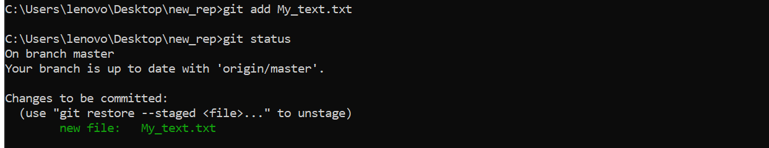 C:\Users\lenovo\Desktop\new_rep>git add My_text.txt
C:\Users\lenovo\Desktop\new_rep>git status
On branch master
Your branch is up to date with 'origin/master'.
Changes to be committed:
  (use "git restore --staged <file>..." to unstage)
        new file:   My_text.txt